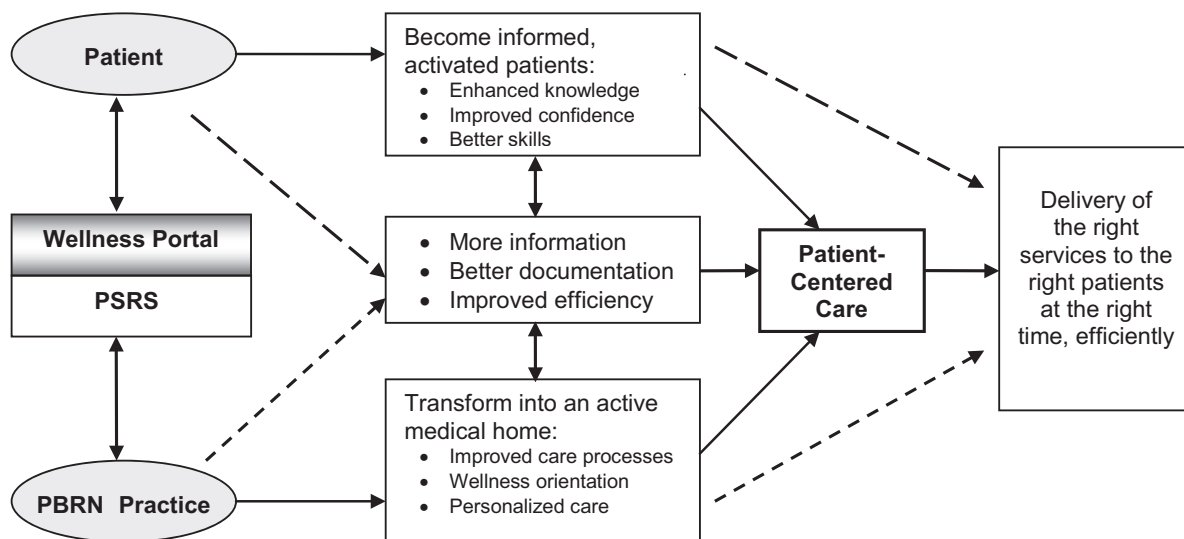 Patient
Wellness Portal
PSRS
PBRN Practice
Become informed,
activated patients:
• Enhanced knowledge
• Improved confidence
• Better skills
• More information
• Better documentation
• Improved efficiency
Transform into an active
medical home:
• Improved care processes
• Wellness orientation
• Personalized care
Patient-
Centered
Care
Delivery of
the right
services to the
right patients
at the right
time, efficiently